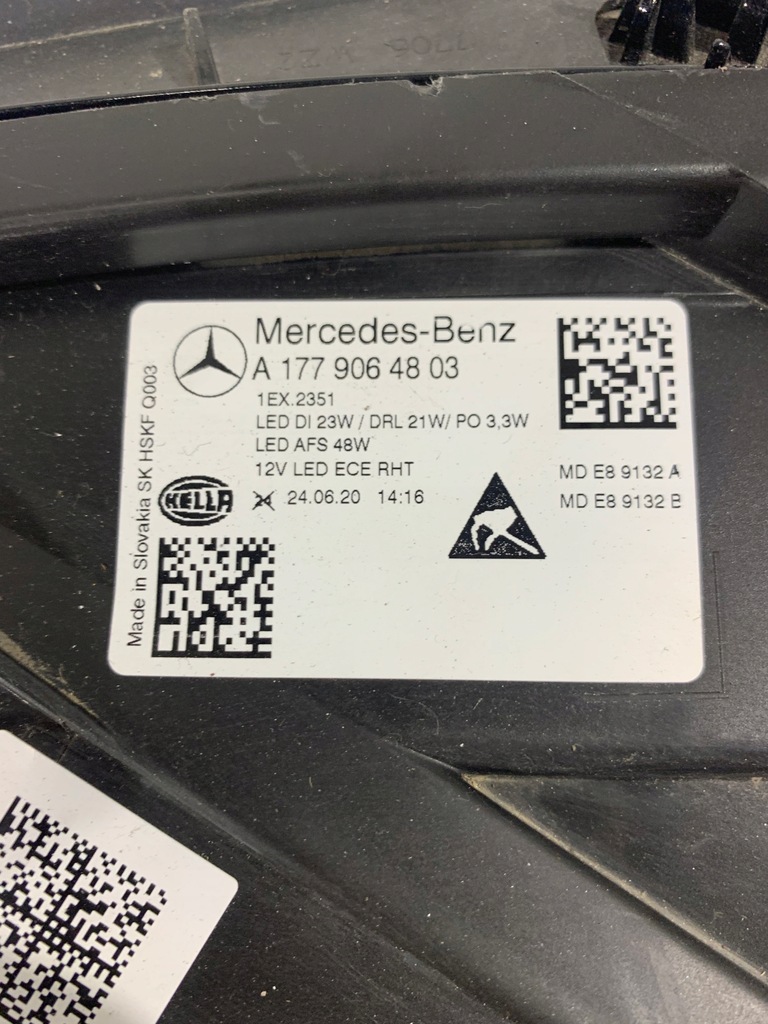 Mercedes-Benz
A 177 906 48 03
1EX.2351
LED DI 23W / DRL 21W/ PO 3,3W
LED AFS 48W
12V LED ECE RHT
24.06.20 14:16
HELLA
MD E8 9132 A
MD E8 9132 B
Made in Slovakia SK HSKF Q003